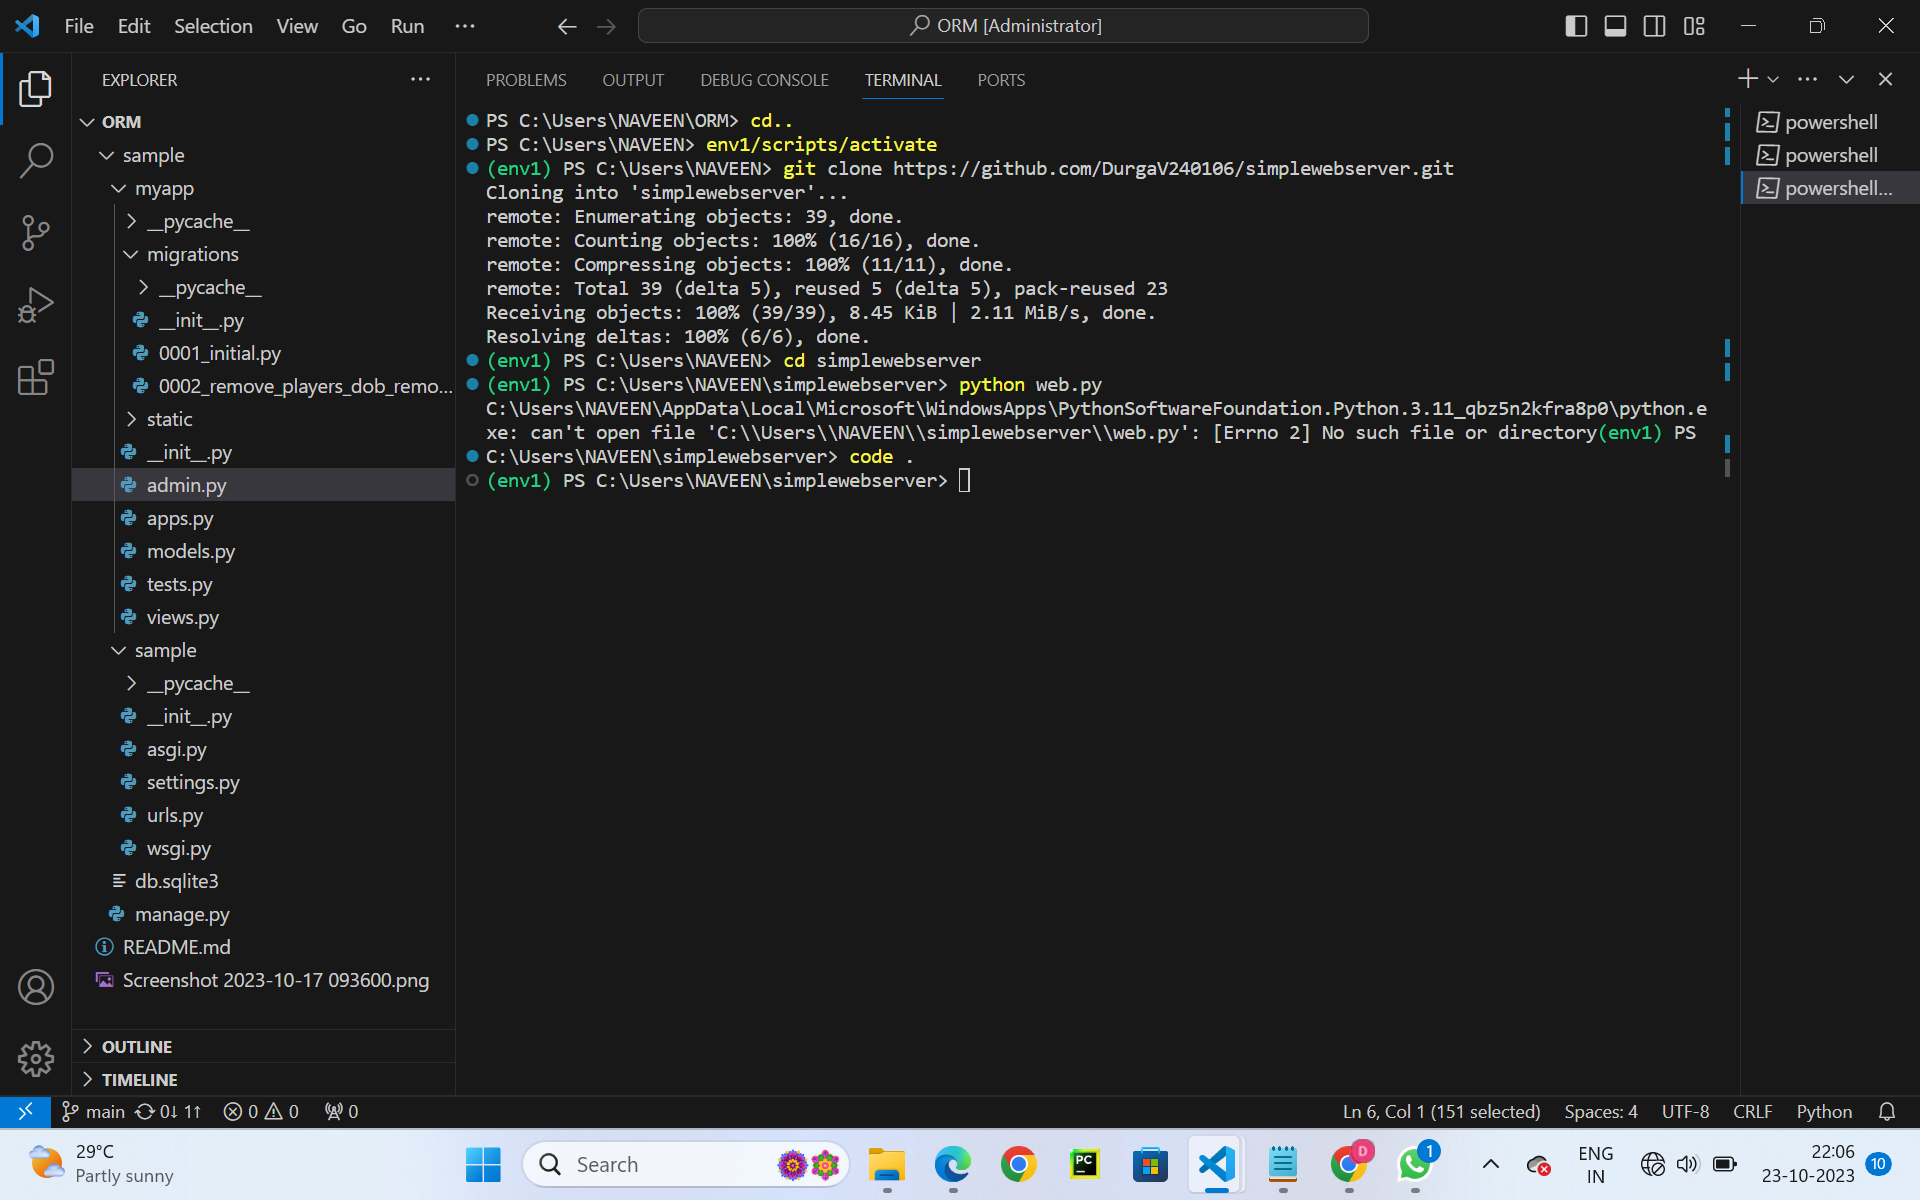 File Edit Selection View Go Run ...
ORM [Administrator]
EXPLORER
ORM
sample
myapp
__pycache__
migrations
__pycache__
__init__.py
0001_initial.py
0002_remove_players_dob_remo...
static
__init__.py
admin.py
apps.py
models.py
tests.py
views.py
sample
__pycache__
__init__.py
asgi.py
settings.py
urls.py
wsgi.py
db.sqlite3
manage.py
README.md
Screenshot 2023-10-17 093600.png
OUTLINE
TIMELINE
PROBLEMS OUTPUT DEBUG CONSOLE TERMINAL PORTS
PS C:\Users\NAVEEN\ORM> cd..
PS C:\Users\NAVEEN> env1/scripts/activate
(env1) PS C:\Users\NAVEEN> git clone https://github.com/DurgaV240106/simplewebserver.git
Cloning into 'simplewebserver'...
remote: Enumerating objects: 39, done.
remote: Counting objects: 100% (16/16), done.
remote: Compressing objects: 100% (11/11), done.
remote: Total 39 (delta 5), reused 5 (delta 5), pack-reused 23
Receiving objects: 100% (39/39), 8.45 KiB | 2.11 MiB/s, done.
Resolving deltas: 100% (6/6), done.
(env1) PS C:\Users\NAVEEN> cd simplewebserver
(env1) PS C:\Users\NAVEEN\simplewebserver> python web.py
C:\Users\NAVEEN\AppData\Local\Microsoft\WindowsApps\PythonSoftwareFoundation.Python.3.11_qbz5n2kfra8p0\python.e
xe: can't open file 'C:\\Users\\NAVEEN\\simplewebserver\\web.py': [Errno 2] No such file or directory(env1) PS
C:\Users\NAVEEN\simplewebserver> code .
(env1) PS C:\Users\NAVEEN\simplewebserver>
powershell
powershell
powershell...
main 0↓ 1↑ 0 0 0
Ln 6, Col 1 (151 selected) Spaces: 4 UTF-8 CRLF Python
29°C
Partly sunny
Search
PC
D
1
ENG
IN
22:06
23-10-2023
10